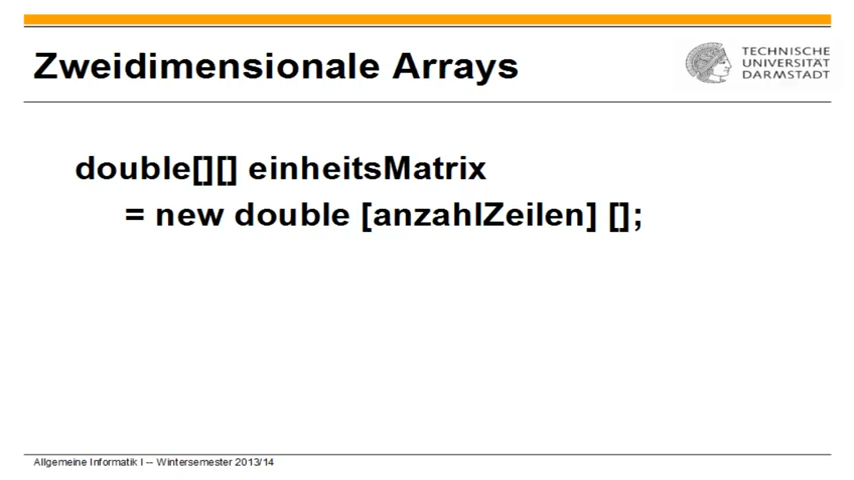 Zweidimensionale Arrays
TECHNISCHE
UNIVERSITÄT
DARMSTADT
double[][] einheitsMatrix
= new double [anzahlZeilen] [];
Allgemeine Informatik I -- Wintersemester 2013/14